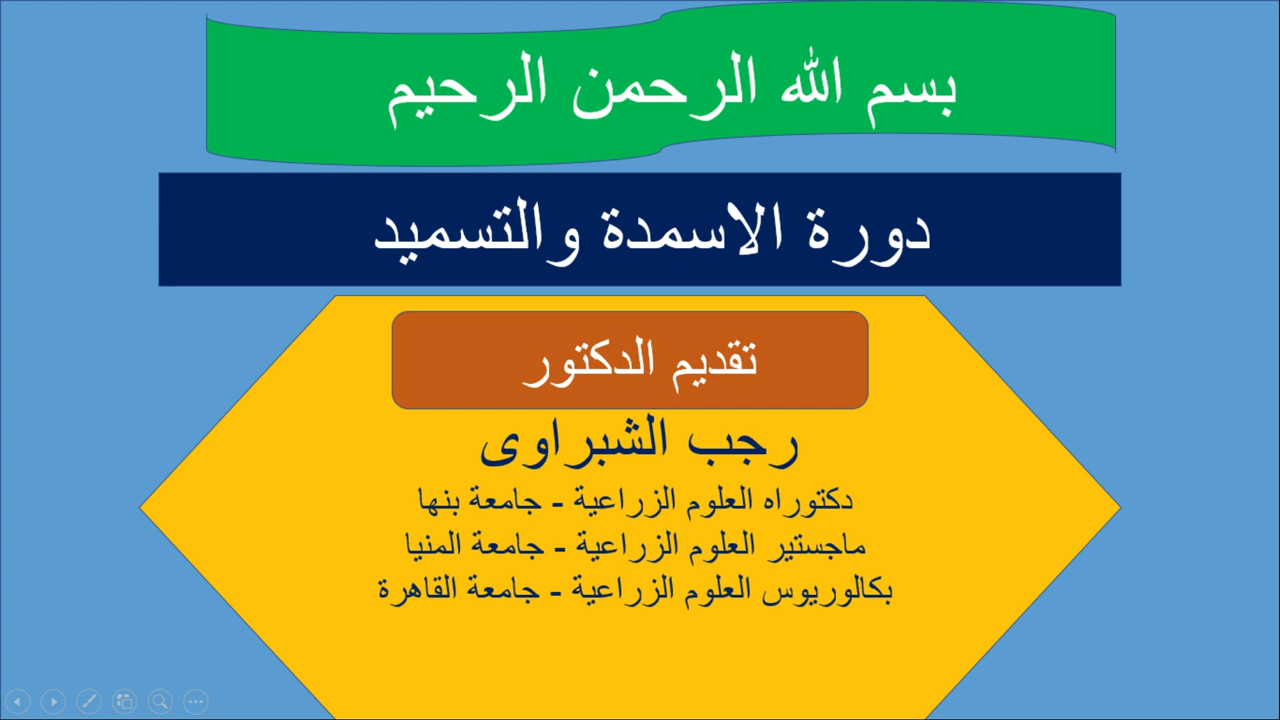 بسم الله الرحمن الرحيم
دورة الاسمدة والتسميد
تقديم الدكتور
رجب الشبراوى
دكتوراه العلوم الزراعية - جامعة بنها
ماجستير العلوم الزراعية - جامعة المنيا
بكالوريوس العلوم الزراعية - جامعة القاهرة